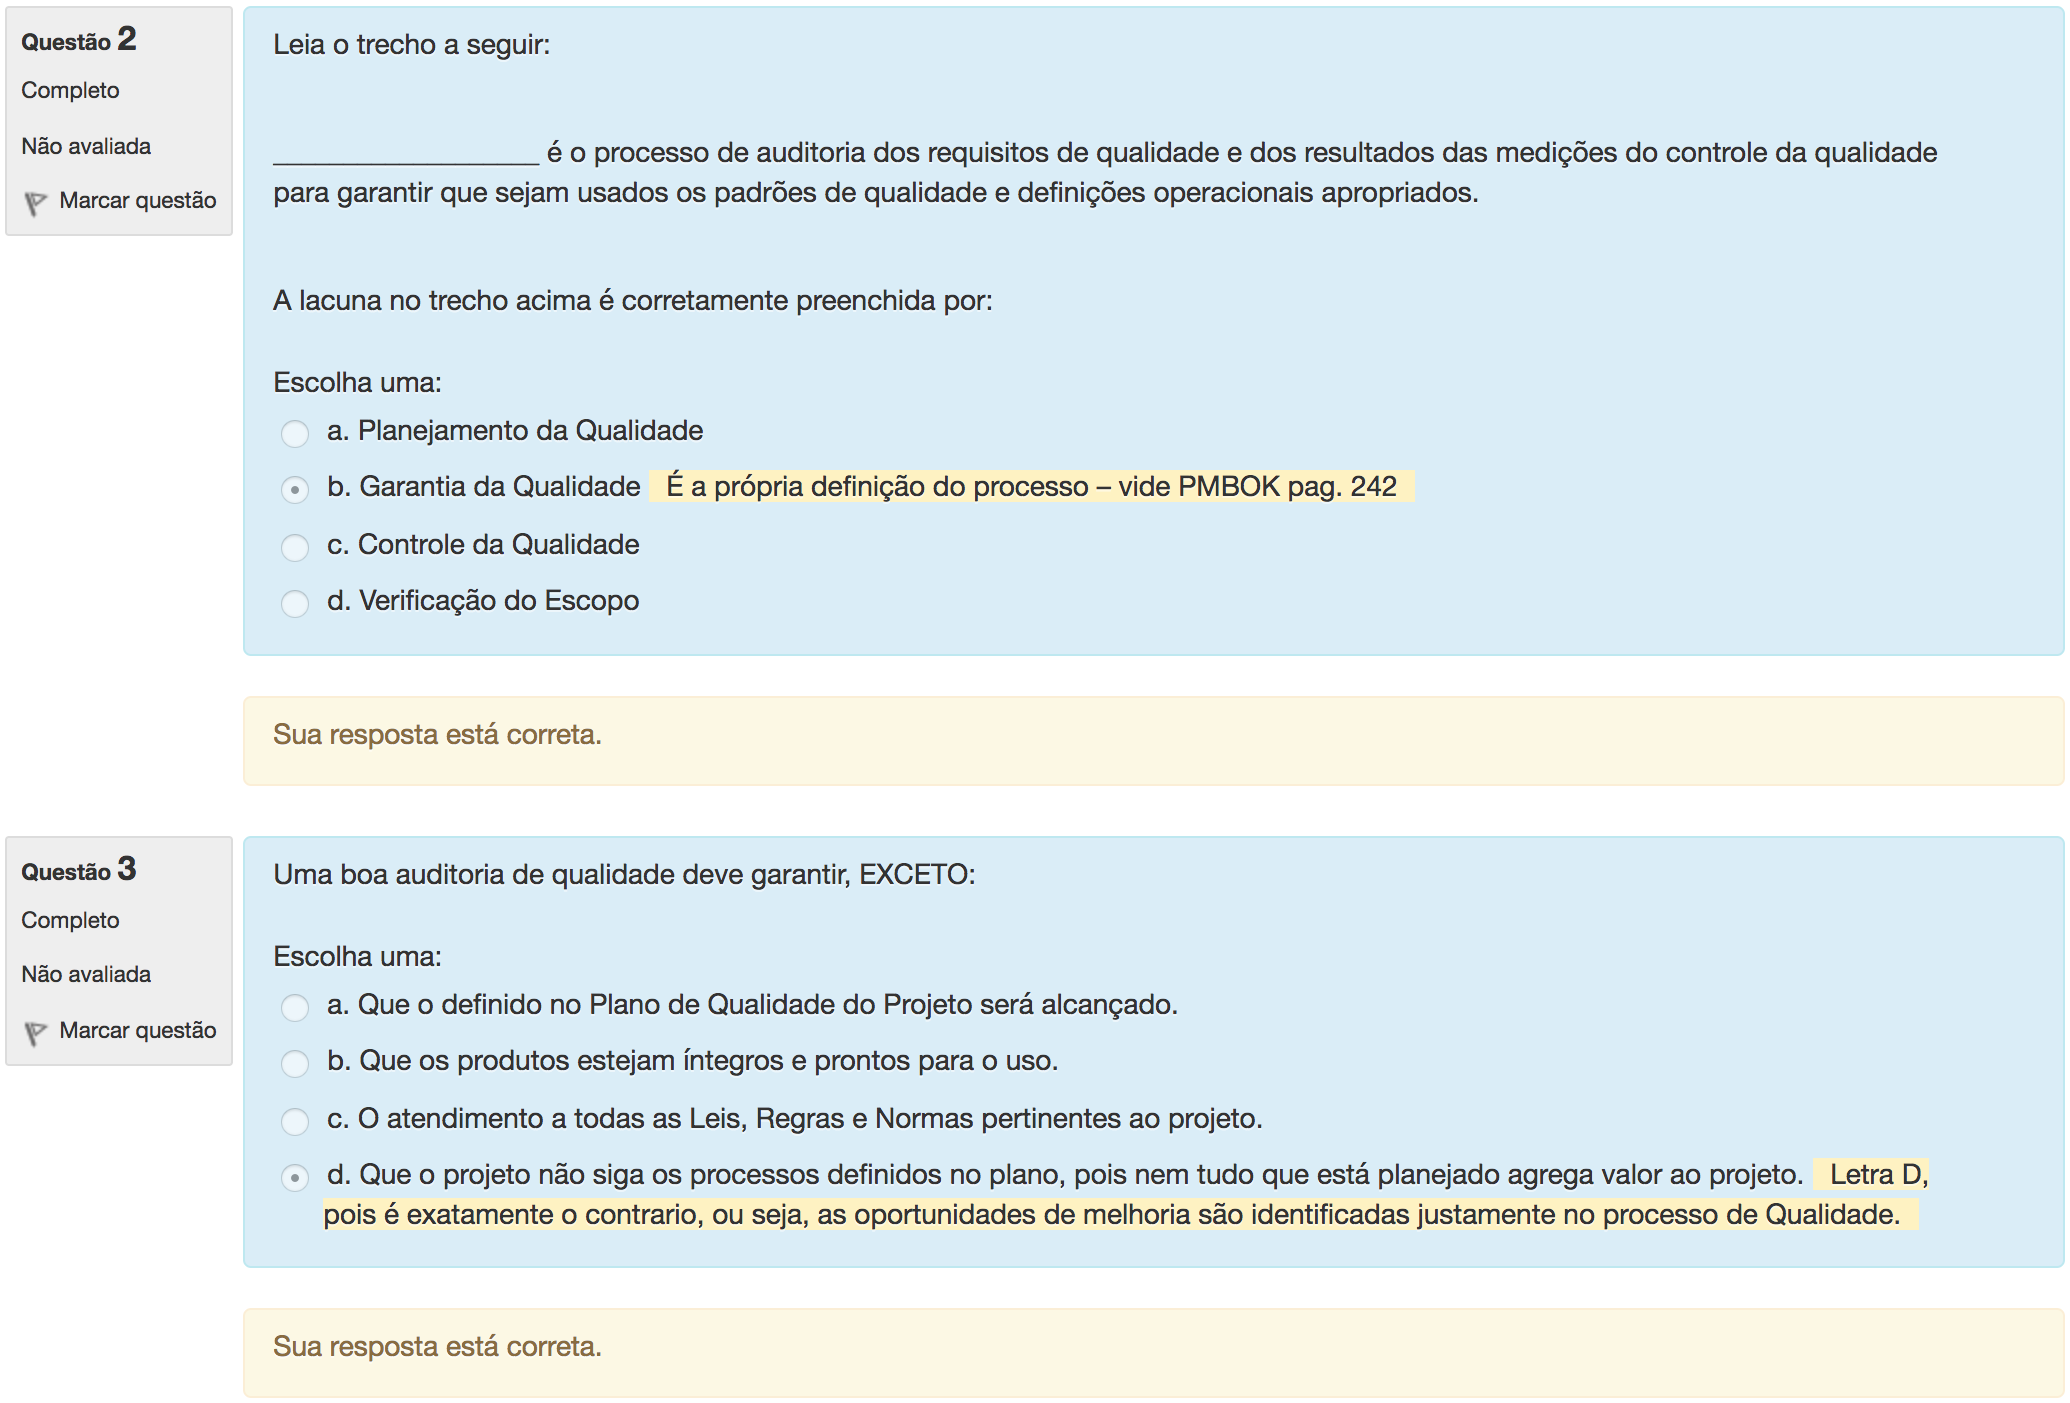 Questão 2
Completo
Não avaliada
Marcar questão
Leia o trecho a seguir:
___________________ é o processo de auditoria dos requisitos de qualidade e dos resultados das medições do controle da qualidade
para garantir que sejam usados os padrões de qualidade e definições operacionais apropriados.
A lacuna no trecho acima é corretamente preenchida por:
Escolha uma:
a. Planejamento da Qualidade
b. Garantia da Qualidade É a própria definição do processo – vide PMBOK pag. 242
c. Controle da Qualidade
d. Verificação do Escopo
Sua resposta está correta.
Questão 3
Completo
Não avaliada
Marcar questão
Uma boa auditoria de qualidade deve garantir, EXCETO:
Escolha uma:
a. Que o definido no Plano de Qualidade do Projeto será alcançado.
b. Que os produtos estejam íntegros e prontos para o uso.
c. O atendimento a todas as Leis, Regras e Normas pertinentes ao projeto.
d. Que o projeto não siga os processos definidos no plano, pois nem tudo que está planejado agrega valor ao projeto. Letra D,
pois é exatamente o contrario, ou seja, as oportunidades de melhoria são identificadas justamente no processo de Qualidade.
Sua resposta está correta.